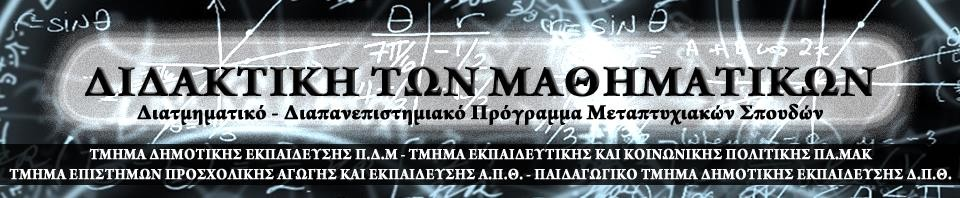 ΔΙΔΑΚΤΙΚΗ ΤΩΝ ΜΑΘΗΜΑΤΙΚΩΝ
Διατμηματικό - Διαπανεπιστημιακό Πρόγραμμα Μεταπτυχιακών Σπουδών
ΤΜΗΜΑ ΔΗΜΟΤΙΚΗΣ ΕΚΠΑΙΔΕΥΣΗΣ Π.Δ.Μ - ΤΜΗΜΑ ΕΚΠΑΙΔΕΥΤΙΚΗΣ ΚΑΙ ΚΟΙΝΩΝΙΚΗΣ ΠΟΛΙΤΙΚΗΣ ΠΑ.ΜΑΚ
ΤΜΗΜΑ ΕΠΙΣΤΗΜΩΝ ΠΡΟΣΧΟΛΙΚΗΣ ΑΓΩΓΗΣ ΚΑΙ ΕΚΠΑΙΔΕΥΣΗΣ Α.Π.Θ. - ΠΑΙΔΑΓΩΓΙΚΟ ΤΜΗΜΑ ΔΗΜΟΤΙΚΗΣ ΕΚΠΑΙΔΕΥΣΗΣ Δ.Π.Θ.